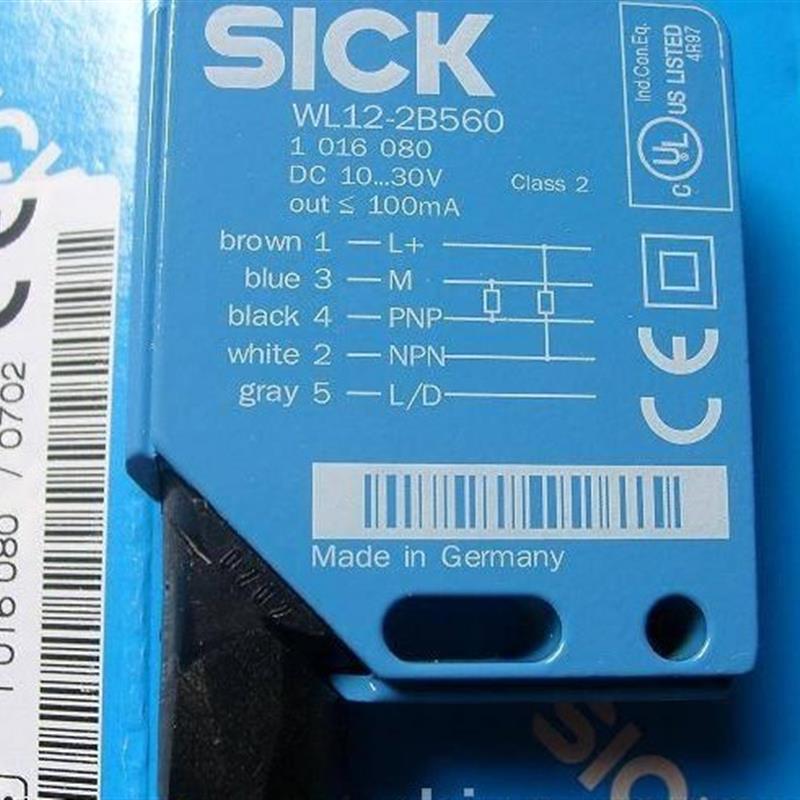 SICK
WL12-2B560
1 016 080
DC 10...30V
Class 2
out ≤ 100mA
brown 1 — L+
blue 3 — M
black 4 — PNP
white 2 — NPN
gray 5 — L/D
Made in Germany
Ind.Con.Eq.
C UL US LISTED
4R97
CE
1 016 080 / 0702
0702